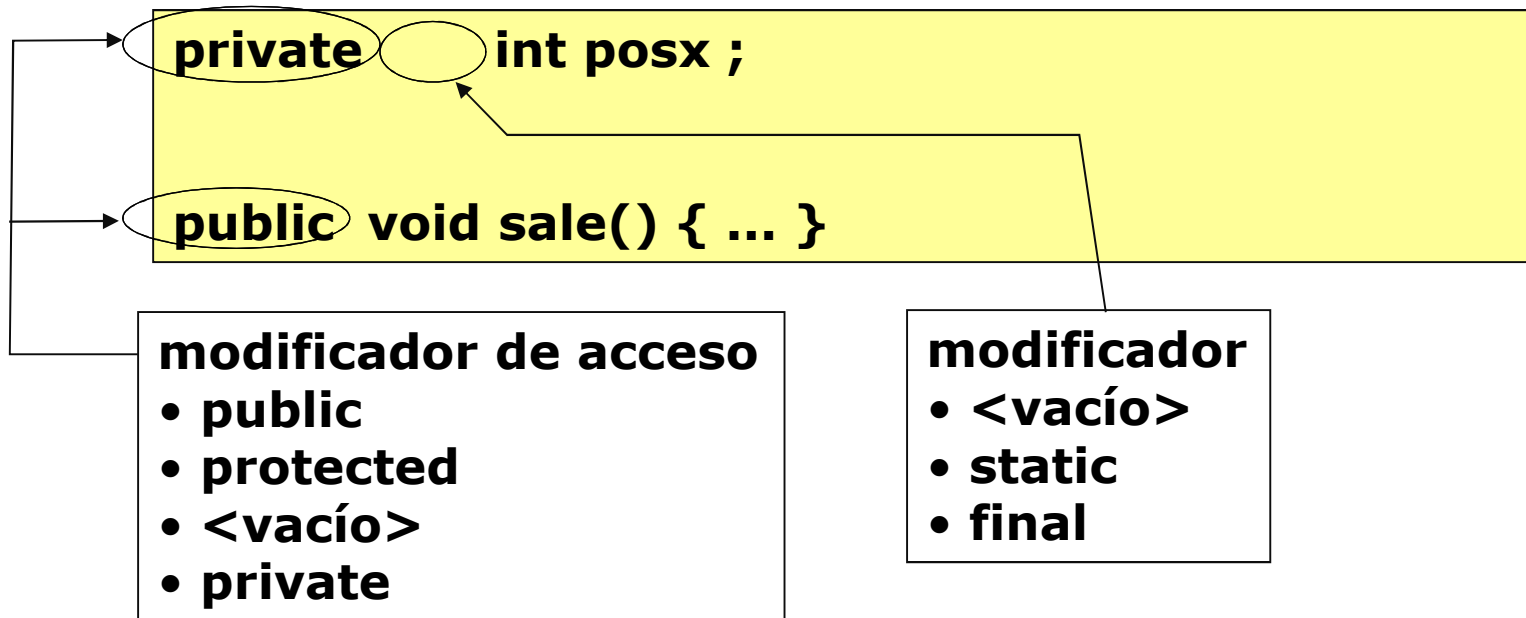 private int posx ;
public void sale() { ... }
modificador de acceso
• public
• protected
• <vacío>
• private
modificador
• <vacío>
• static
• final